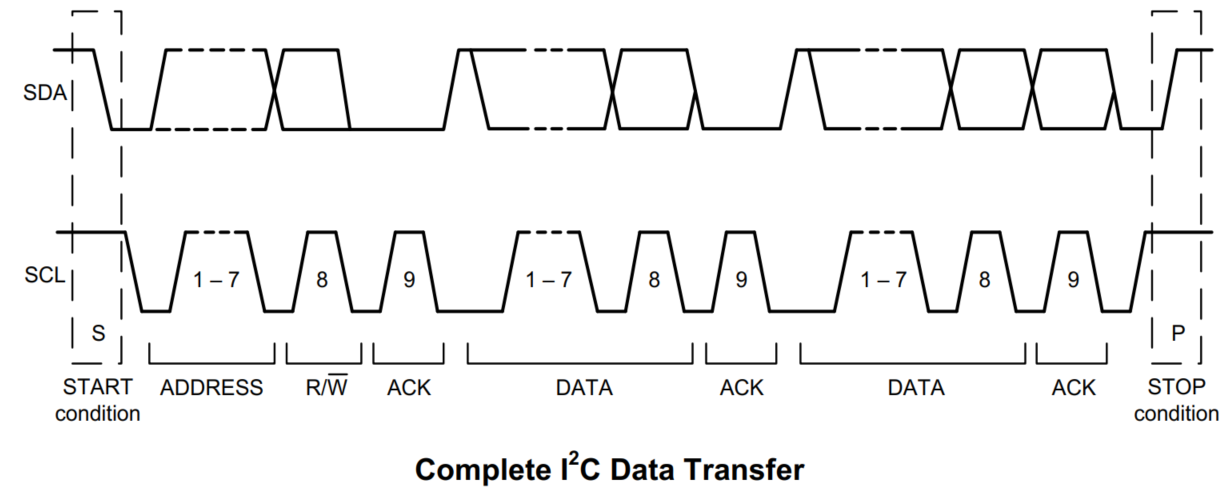 SDA
SCL
1 – 7 8 9 1 – 7 8 9 1 – 7 8 9
S P
START condition
ADDRESS
R/W̅
ACK
DATA
ACK
DATA
ACK
STOP condition
Complete I²C Data Transfer